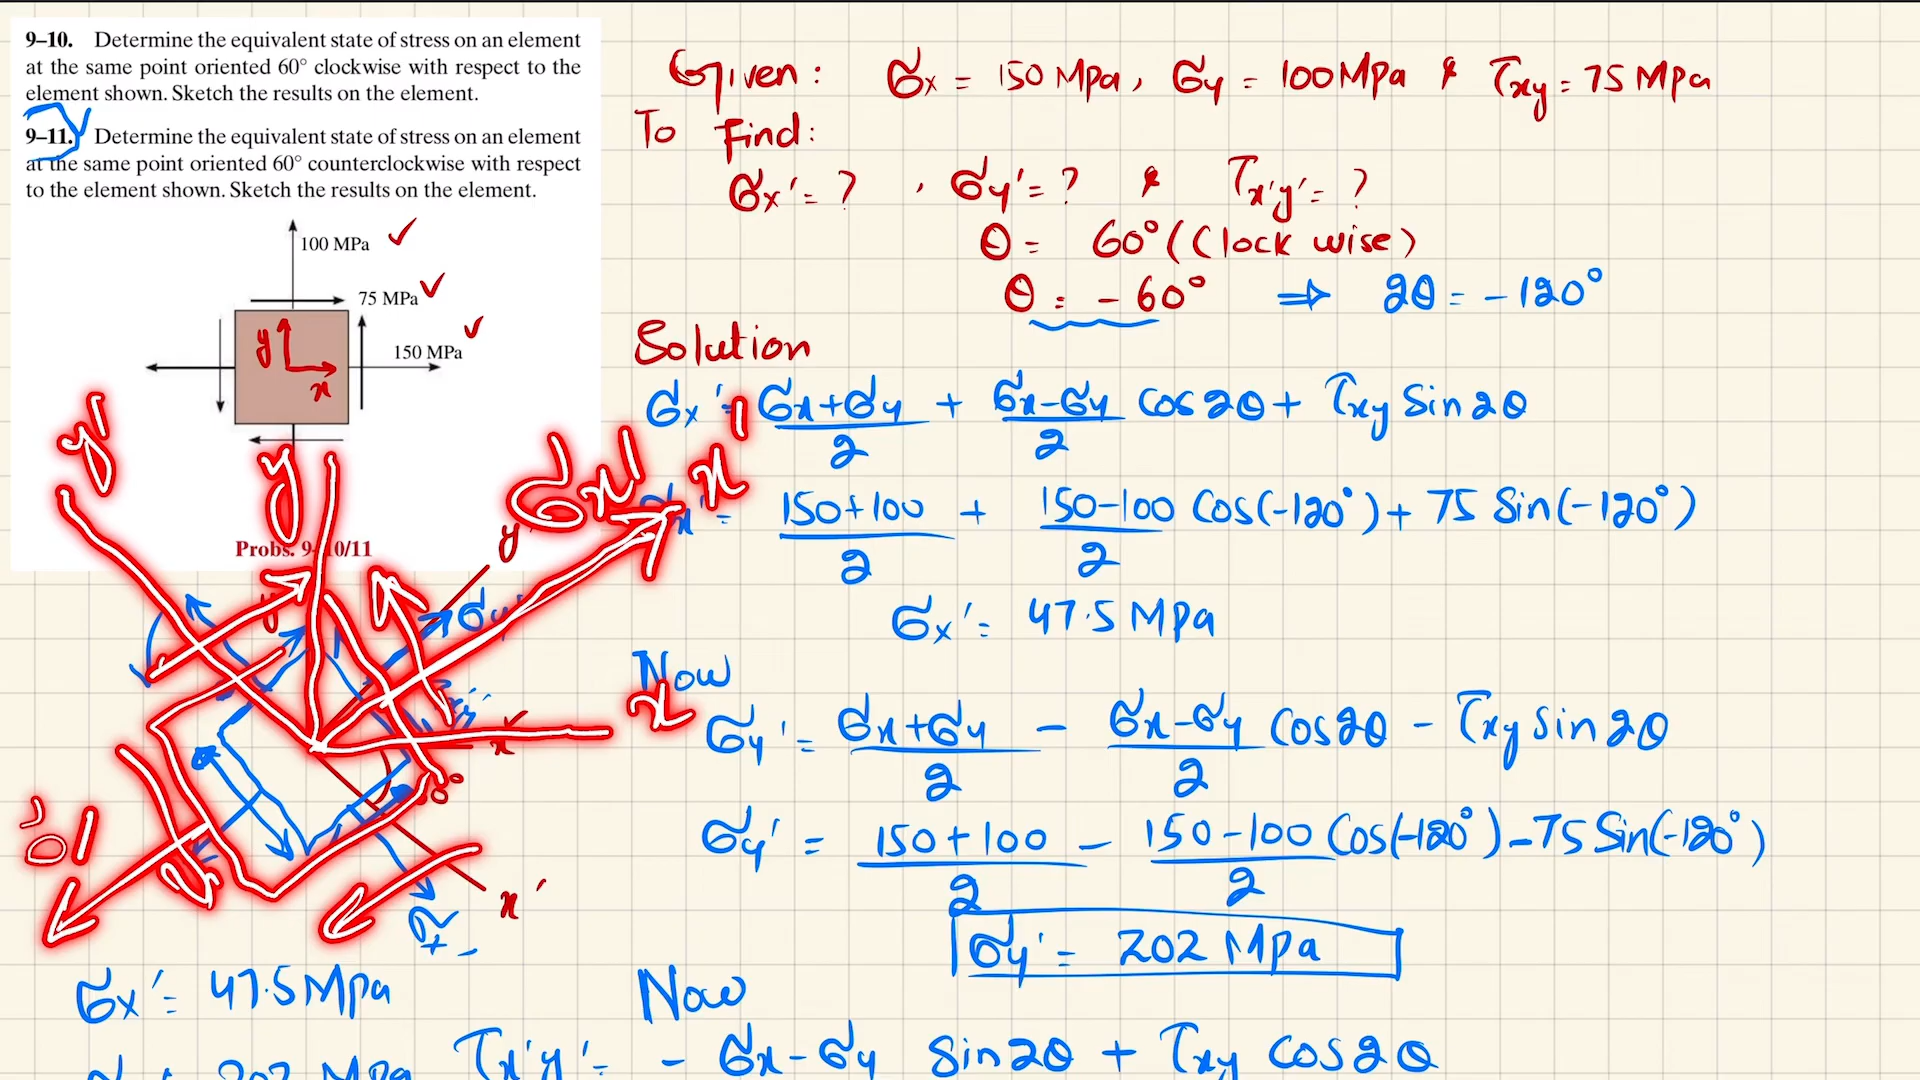 9–10. Determine the equivalent state of stress on an element
at the same point oriented 60° clockwise with respect to the
element shown. Sketch the results on the element.
9–11. Determine the equivalent state of stress on an element
at the same point oriented 60° counterclockwise with respect
to the element shown. Sketch the results on the element.
100 MPa
75 MPa
150 MPa
y
x
Probs. 9–10/11
Given: σx = 150 MPa, σy = 100 MPa & τxy = 75 MPa
To Find:
σx' = ? , σy' = ? & τx'y' = ?
θ = 60° (Clock wise)
θ = -60° ⇒ 2θ = -120°
Solution
σx' = σx+σy/2 + σx-σy/2 cos2θ + τxy Sin2θ
σx' = 150+100/2 + 150-100/2 Cos(-120°) + 75 Sin(-120°)
σx' = 47.5 MPa
Now
σy' = σx+σy/2 - σx-σy/2 Cos2θ - τxy Sin2θ
σy' = 150+100/2 - 150-100/2 Cos(-120°) - 75 Sin(-120°)
σy' = 202 MPa
Now
τx'y' = - σx-σy sin2θ + τxy cos2θ
y'
y
σx'
x'
x
y'
σy'
x
x'
σx' = 47.5 MPa
202 MPa